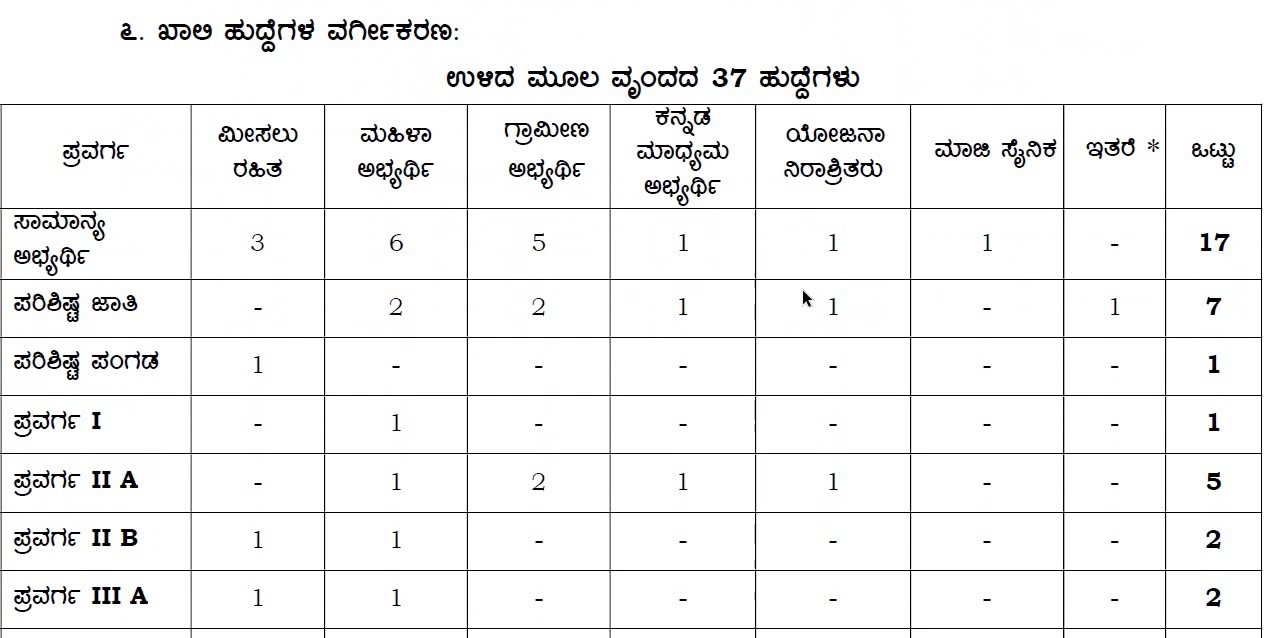 ೬. ಖಾಲಿ ಹುದ್ದೆಗಳ ವರ್ಗೀಕರಣ:
ಉಳಿದ ಮೂಲ ವೃಂದದ 37 ಹುದ್ದೆಗಳು
ಪ್ರವರ್ಗ ಮೀಸಲು ರಹಿತ ಮಹಿಳಾ ಅಭ್ಯರ್ಥಿ ಗ್ರಾಮೀಣ ಅಭ್ಯರ್ಥಿ ಕನ್ನಡ ಮಾಧ್ಯಮ ಅಭ್ಯರ್ಥಿ ಯೋಜನಾ ನಿರಾಶ್ರಿತರು ಮಾಜಿ ಸೈನಿಕ ಇತರೆ * ಒಟ್ಟು
ಸಾಮಾನ್ಯ ಅಭ್ಯರ್ಥಿ 3 6 5 1 1 1 - 17
ಪರಿಶಿಷ್ಟ ಜಾತಿ - 2 2 1 1 - 1 7
ಪರಿಶಿಷ್ಟ ಪಂಗಡ 1 - - - - - - 1
ಪ್ರವರ್ಗ I - 1 - - - - - 1
ಪ್ರವರ್ಗ II A - 1 2 1 1 - - 5
ಪ್ರವರ್ಗ II B 1 1 - - - - - 2
ಪ್ರವರ್ಗ III A 1 1 - - - - - 2